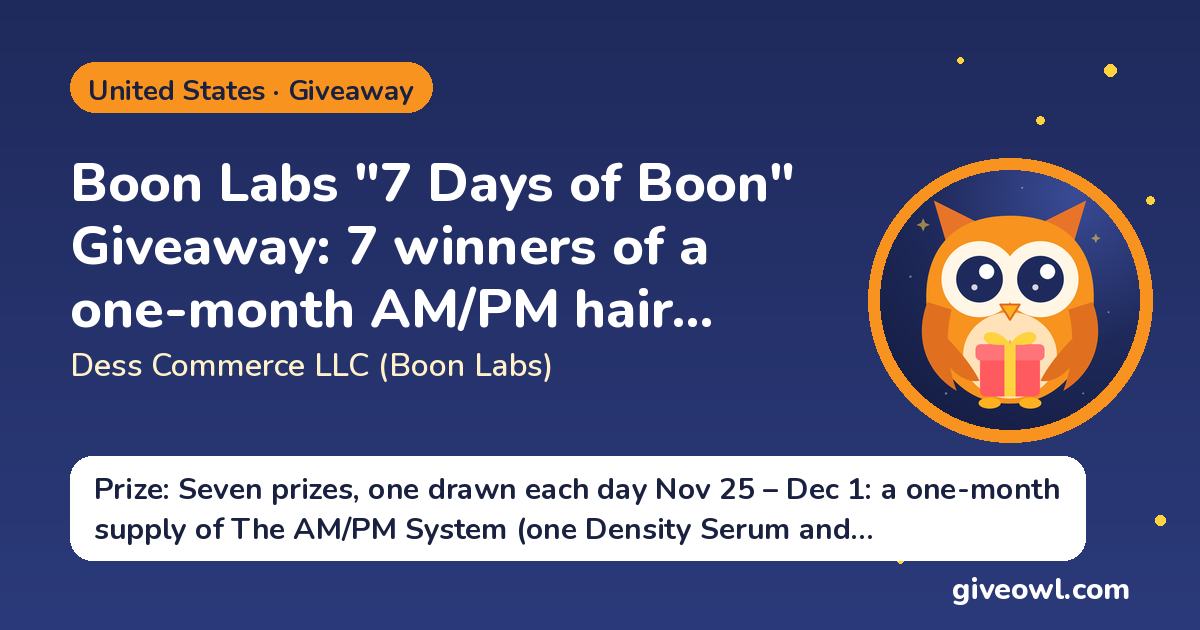 United States · Giveaway
Boon Labs "7 Days of Boon"
Giveaway: 7 winners of a
one-month AM/PM hair...
Dess Commerce LLC (Boon Labs)
Prize: Seven prizes, one drawn each day Nov 25 – Dec 1: a one-month
supply of The AM/PM System (one Density Serum and...
giveowl.com